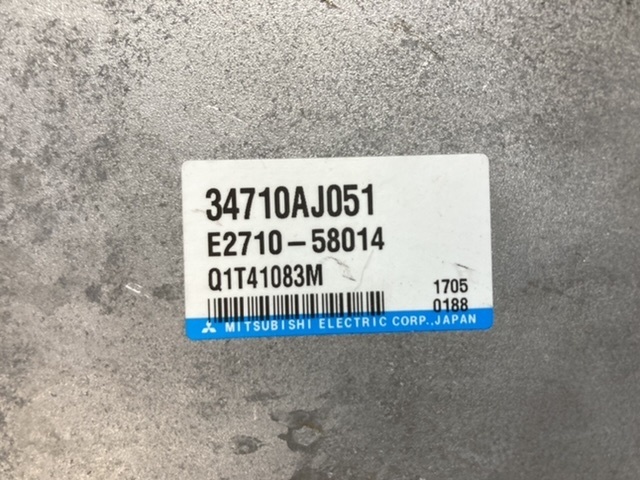 34710AJ051
E2710-58014
Q1T41083M
1705
0188
MITSUBISHI ELECTRIC CORP., JAPAN